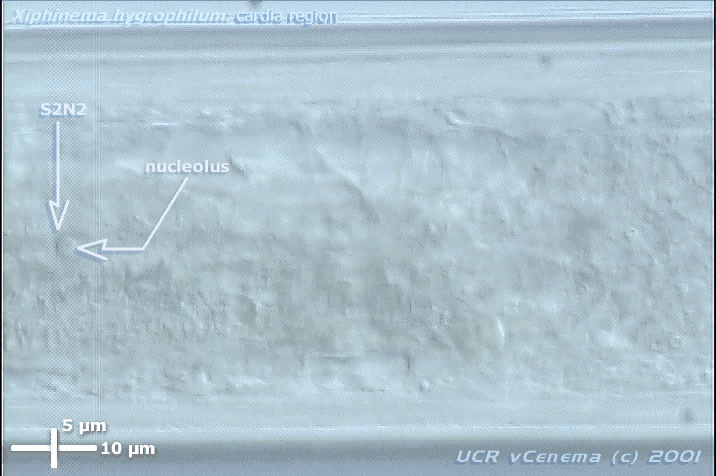 Xiphinema hygrophilum: cardia region
S2N2
nucleolus
5 µm
10 µm
UCR vCenema (c) 2001